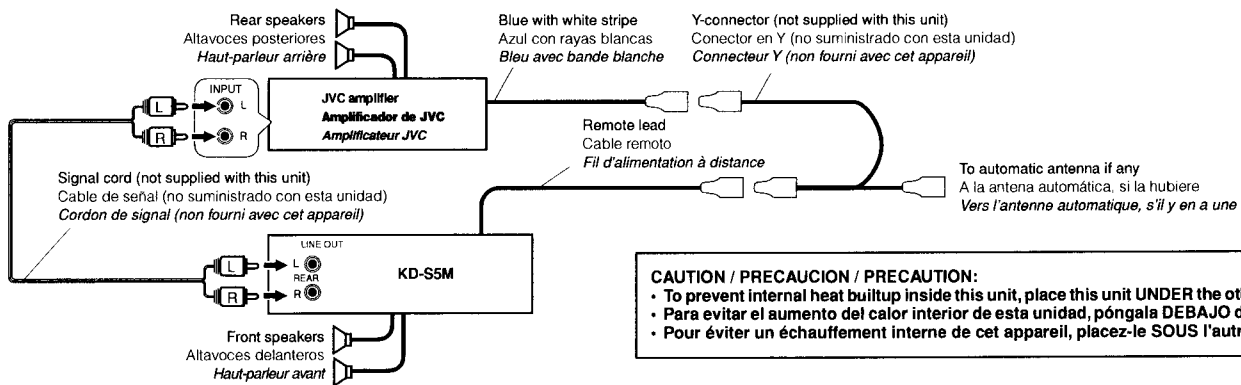 Rear speakers
Altavoces posteriores
Haut-parleur arrière
Blue with white stripe
Azul con rayas blancas
Bleu avec bande blanche
Y-connector (not supplied with this unit)
Conector en Y (no suministrado con esta unidad)
Connecteur Y (non fourni avec cet appareil)
INPUT
L
L
R
R
JVC amplifier
Amplificador de JVC
Amplificateur JVC
Remote lead
Cable remoto
Fil d'alimentation à distance
To automatic antenna if any
A la antena automática, si la hubiere
Vers l'antenne automatique, s'il y en a une
Signal cord (not supplied with this unit)
Cable de señal (no suministrado con esta unidad)
Cordon de signal (non fourni avec cet appareil)
LINE OUT
L
L
REAR
R
R
KD-S5M
Front speakers
Altavoces delanteros
Haut-parleur avant
CAUTION / PRECAUCION / PRECAUTION:
• To prevent internal heat builtup inside this unit, place this unit UNDER the
• Para evitar el aumento del calor interior de esta unidad, póngala DEBAJO
• Pour éviter un échauffement interne de cet appareil, placez-le SOUS